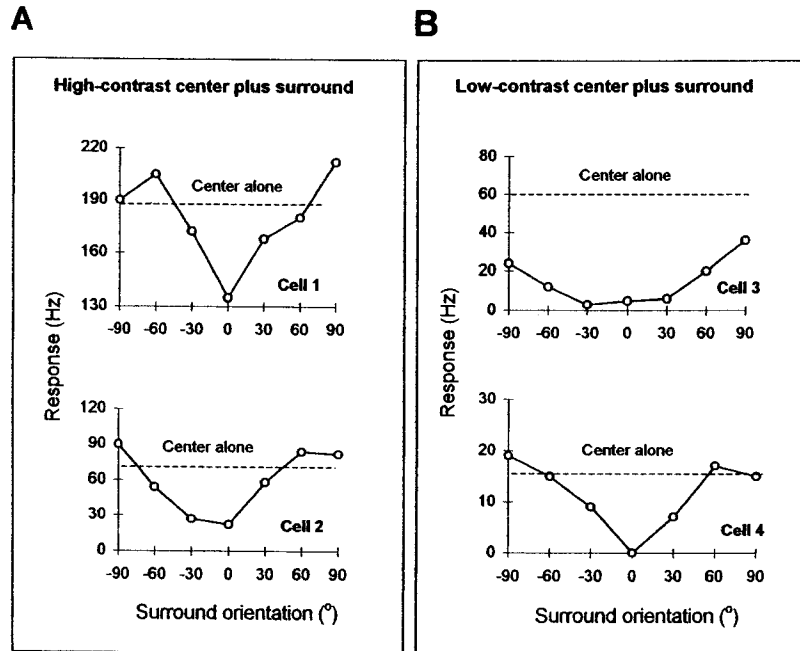 A
High-contrast center plus surround
220
190
160
130
Center alone
Cell 1
-90 -60 -30 0 30 60 90
Response (Hz)
120
90
60
30
0
Center alone
Cell 2
-90 -60 -30 0 30 60 90
Surround orientation (º)
B
Low-contrast center plus surround
80
60
40
20
0
Center alone
Cell 3
-90 -60 -30 0 30 60 90
Response (Hz)
30
20
10
0
Center alone
Cell 4
-90 -60 -30 0 30 60 90
Surround orientation (º)